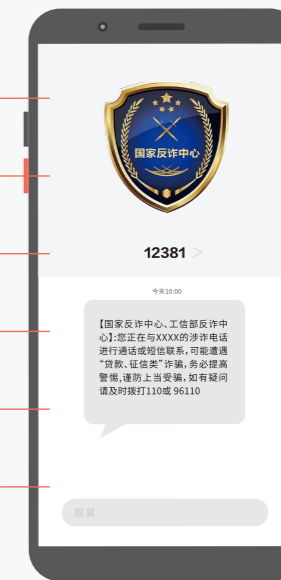 国家反诈中心
12381 >
今天10:00
【国家反诈中心、工信部反诈中
心】:您正在与XXXX的涉诈电话
进行通话或短信联系，可能遭遇
“贷款、征信类”诈骗，务必提高
警惕,谨防上当受骗，如有疑问
请及时拨打110或 96110